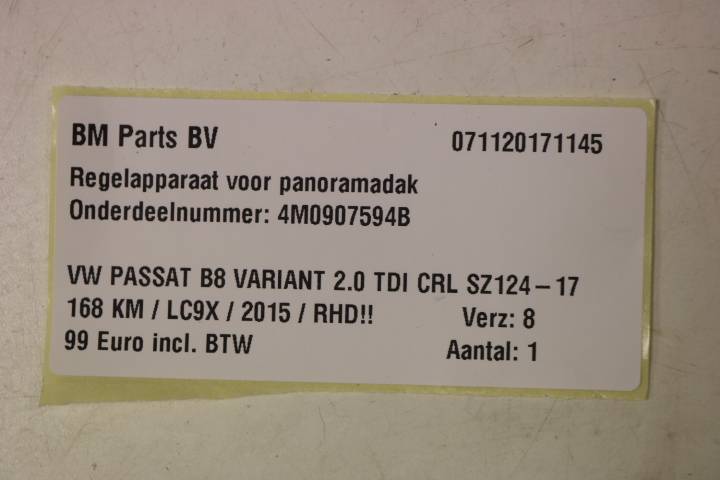 BM Parts BV 071120171145
Regelapparaat voor panoramadak
Onderdeelnummer: 4M0907594B
VW PASSAT B8 VARIANT 2.0 TDI CRL SZ124-17
168 KM / LC9X / 2015 / RHD!! Verz: 8
99 Euro incl. BTW Aantal: 1